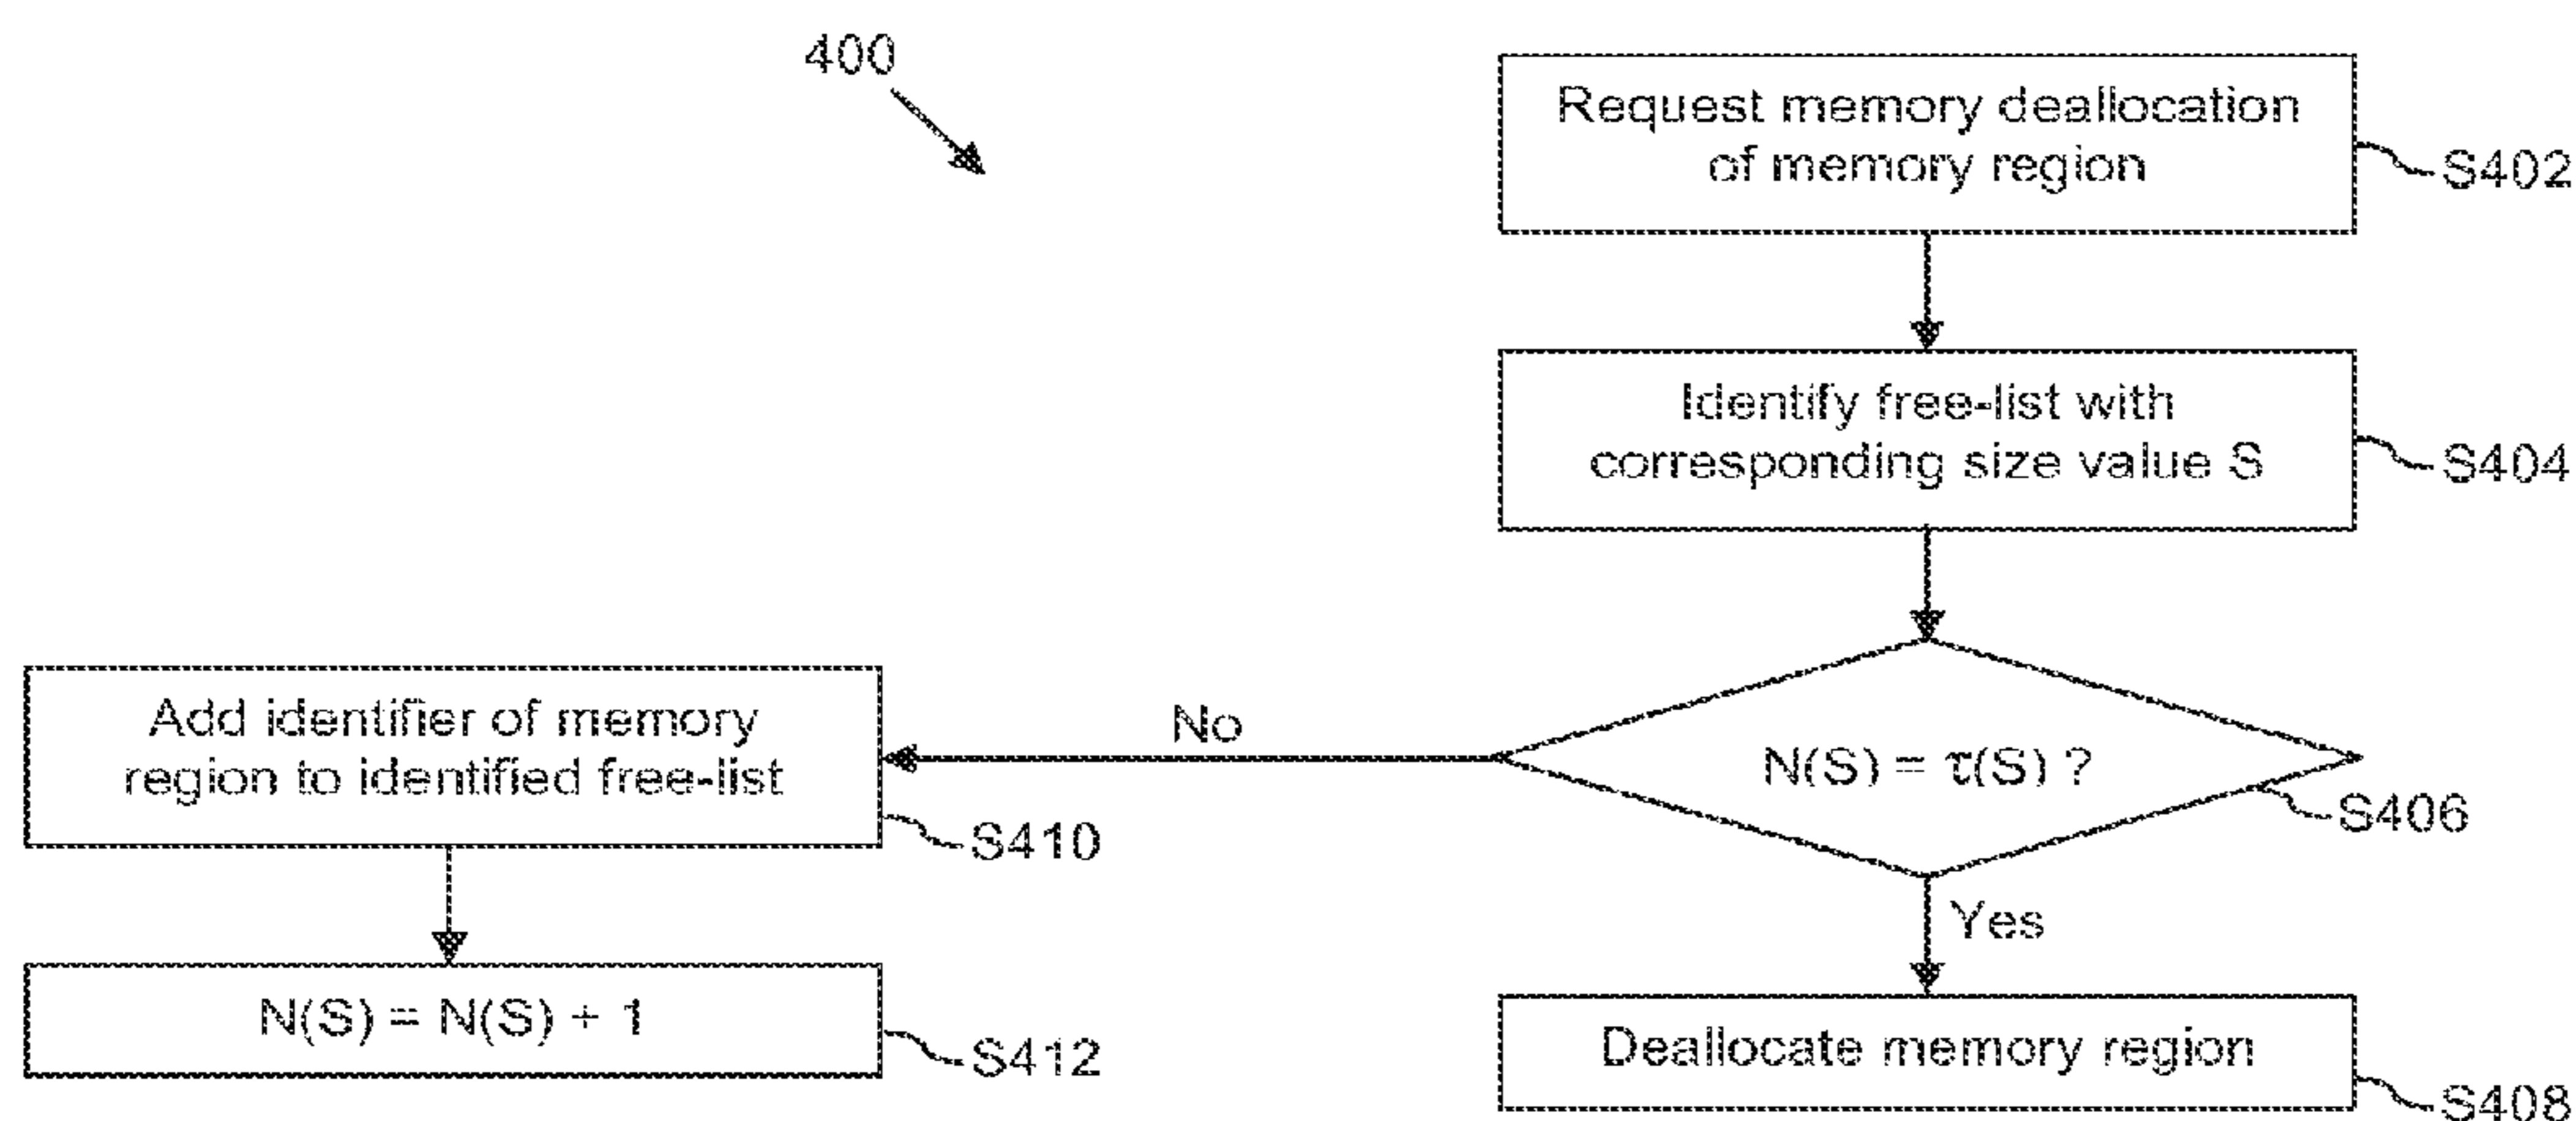 400
Request memory deallocation
of memory region
S402
Identify free-list with
corresponding size value S
S404
N(S) = τ(S) ?
S406
No
Yes
Add identifier of memory
region to identified free-list
S410
N(S) = N(S) + 1
S412
Deallocate memory region
S408